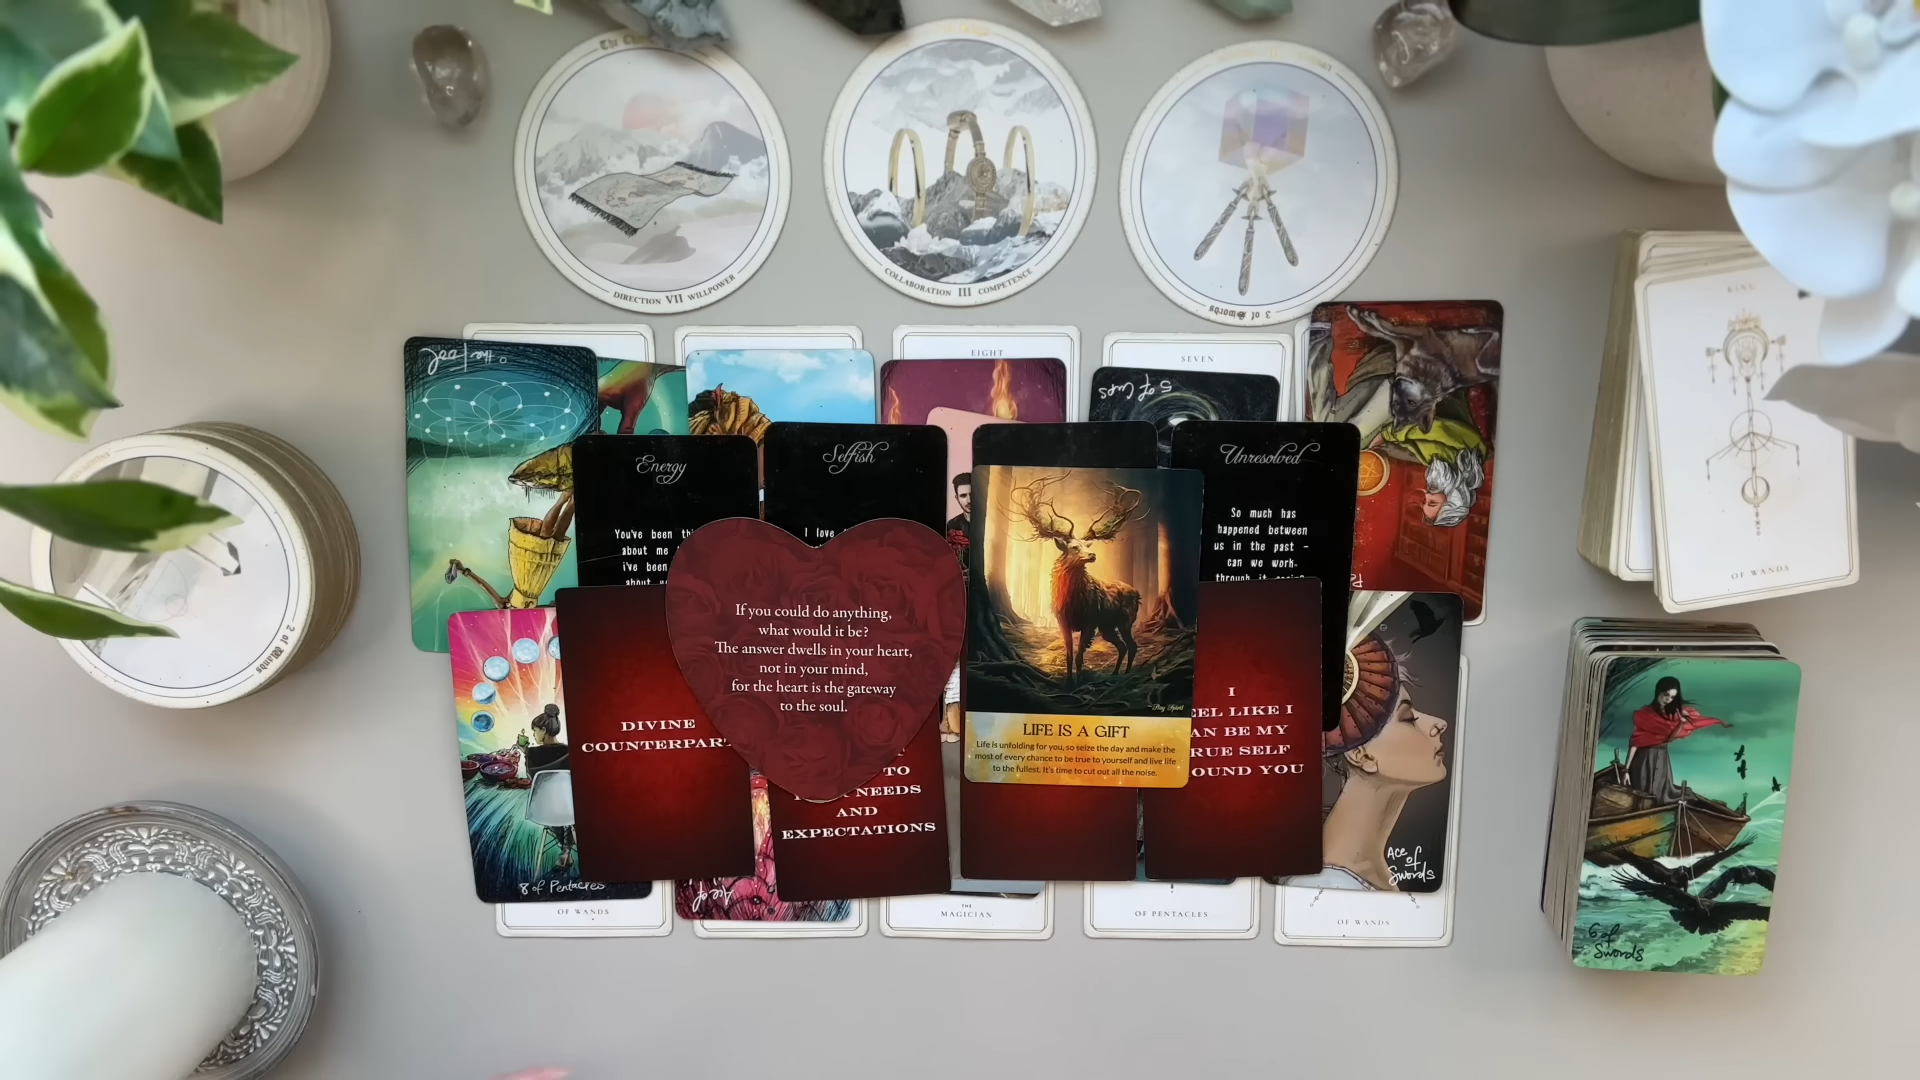 DIRECTION VII WILLPOWER
COLLABORATION III COMPETENCE
3 of Swords
EIGHT
SEVEN
KING
OF WANDS
0 the Fool
5 of Cups
Energy
You've been
about me
i've been
about
Selfish
I love
Unresolved
So much has
happened between
us in the past -
can we work-
through it
2 of Wands
If you could do anything,
what would it be?
The answer dwells in your heart,
not in your mind,
for the heart is the gateway
to the soul.
LIFE IS A GIFT
Life is unfolding for you, so seize the day and make the
most of every chance to be true to yourself and live life
to the fullest. It's time to cut out all the noise.
DIVINE
COUNTERPAR
TO
NEEDS
AND
EXPECTATIONS
I
EEL LIKE I
AN BE MY
RUE SELF
OUND YOU
8 of Pentacles
Ace of
Ace
of
Swords
OF WANDS
THE
MAGICIAN
OF PENTACLES
OF WANDS
6 of
Swords